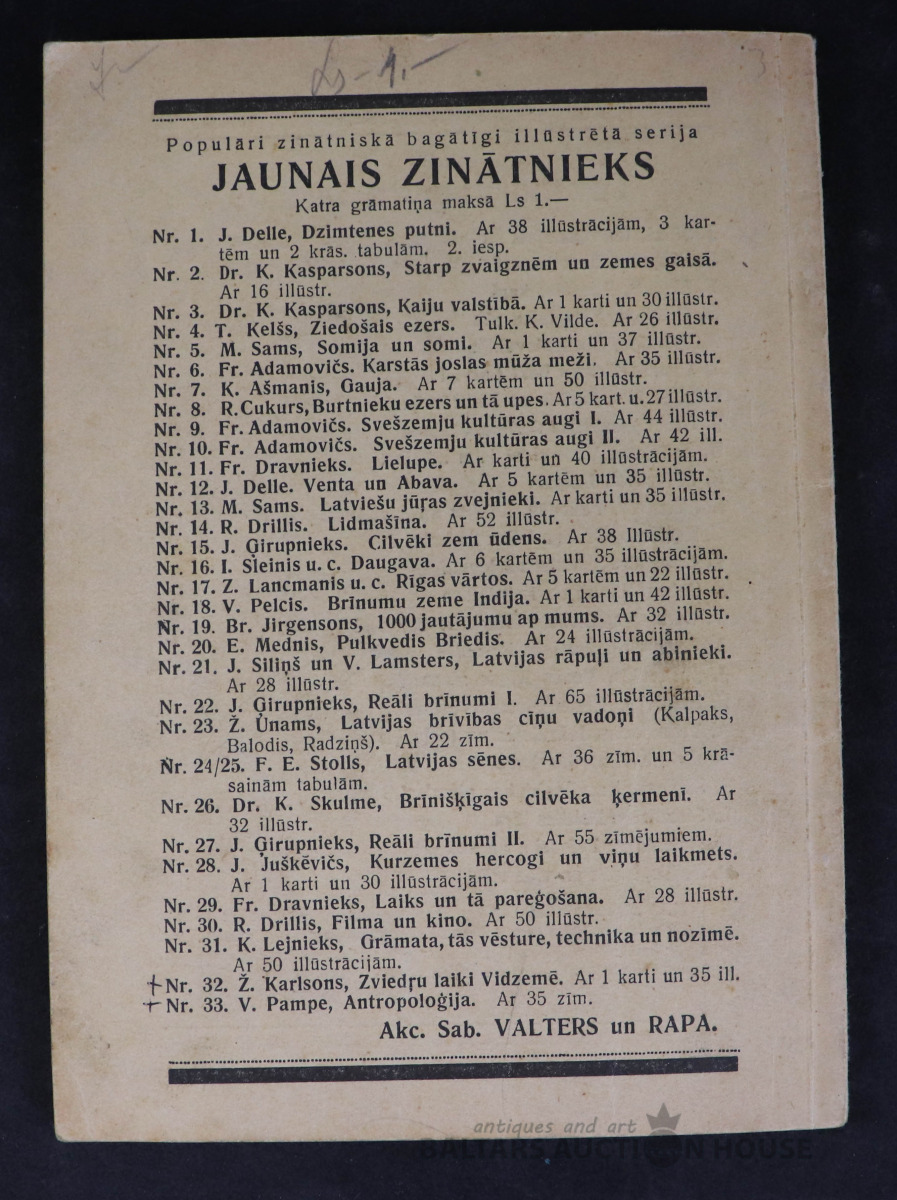 Ls 1.-
3
Populāri zinātniskā bagātīgi illūstrētā serija
JAUNAIS ZINĀTNIEKS
Katra grāmatiņa maksā Ls 1.—
Nr. 1. J. Delle, Dzimtenes putni. Ar 38 illūstrācijām, 3 kar-
tēm un 2 krās. tabulām. 2. iesp.
Nr. 2. Dr. K. Kasparsons, Starp zvaigznēm un zemes gaisā.
Ar 16 illūstr.
Nr. 3. Dr. K. Kasparsons, Kaiju valstībā. Ar 1 karti un 30 illūstr.
Nr. 4. T. Kelšs, Ziedošais ezers. Tulk. K. Vilde. Ar 26 illūstr.
Nr. 5. M. Sams, Somija un somi. Ar 1 karti un 37 illūstr.
Nr. 6. Fr. Adamovičs. Karstās joslas mūža meži. Ar 35 illūstr.
Nr. 7. K. Ašmanis, Gauja. Ar 7 kartēm un 50 illūstr.
Nr. 8. R. Cukurs, Burtnieku ezers un tā upes. Ar 5 kart. u. 27 illūstr.
Nr. 9. Fr. Adamovičs. Svešzemju kultūras augi I. Ar 44 illūstr.
Nr. 10. Fr. Adamovičs. Svešzemju kultūras augi II. Ar 42 ill.
Nr. 11. Fr. Dravnieks. Lielupe. Ar karti un 40 illūstrācijām.
Nr. 12. J. Delle. Venta un Abava. Ar 5 kartēm un 35 illūstr.
Nr. 13. M. Sams. Latviešu jūras zvejnieki. Ar karti un 35 illūstr.
Nr. 14. R. Drillis. Lidmašīna. Ar 52 illūstr.
Nr. 15. J. Ģirupnieks. Cilvēki zem ūdens. Ar 38 Illūstr.
Nr. 16. I. Sleinis u. c. Daugava. Ar 6 kartēm un 35 illūstrācijām.
Nr. 17. Z. Lancmanis u. c. Rīgas vārtos. Ar 5 kartēm un 22 illūstr.
Nr. 18. V. Pelcis. Brīnumu zeme Indija. Ar 1 karti un 42 illūstr.
Nr. 19. Br. Jirgensons, 1000 jautājumu ap mums. Ar 32 illūstr.
Nr. 20. E. Mednis, Pulkvedis Briedis. Ar 24 illūstrācijām.
Nr. 21. J. Siliņš un V. Lamsters, Latvijas rāpuļi un abinieki.
Ar 28 illūstr.
Nr. 22. J. Ģirupnieks, Reāli brīnumi I. Ar 65 illūstrācijām.
Nr. 23. Ž. Unams, Latvijas brīvības cīņu vadoņi (Kalpaks,
Balodis, Radziņš). Ar 22 zīm.
Nr. 24/25. F. E. Stolls, Latvijas sēnes. Ar 36 zīm. un 5 krā-
sainām tabulām.
Nr. 26. Dr. K. Skulme, Brīnišķīgais cilvēka ķermenī. Ar
32 illūstr.
Nr. 27. J. Ģirupnieks, Reāli brīnumi II. Ar 55 zīmējumiem.
Nr. 28. J. Juškēvičs, Kurzemes hercogi un viņu laikmets.
Ar 1 karti un 30 illūstrācijām.
Nr. 29. Fr. Dravnieks, Laiks un tā pareģošana. Ar 28 illūstr.
Nr. 30. R. Drillis, Filma un kino. Ar 50 illūstr.
Nr. 31. K. Lejnieks, Grāmata, tās vēsture, technika un nozīmē.
Ar 50 illūstrācijām.
+ Nr. 32. Ž. Karlsons, Zviedŗu laiki Vidzemē. Ar 1 karti un 35 ill.
+ Nr. 33. V. Pampe, Antropoloģija. Ar 35 zīm.
Akc. Sab. VALTERS un RAPA.
antiques and art
BALTARS AUCTION HOUSE